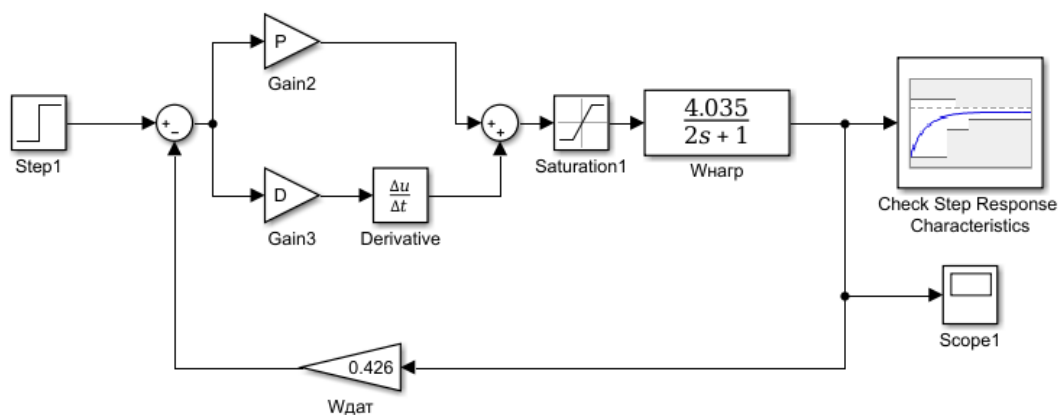 P
Gain2
Step1
+
−
+
+
Saturation1
4.035
2s + 1
Wнагр
Check Step Response
Characteristics
D
Gain3
Δu
Δt
Derivative
Scope1
0.426
Wдат